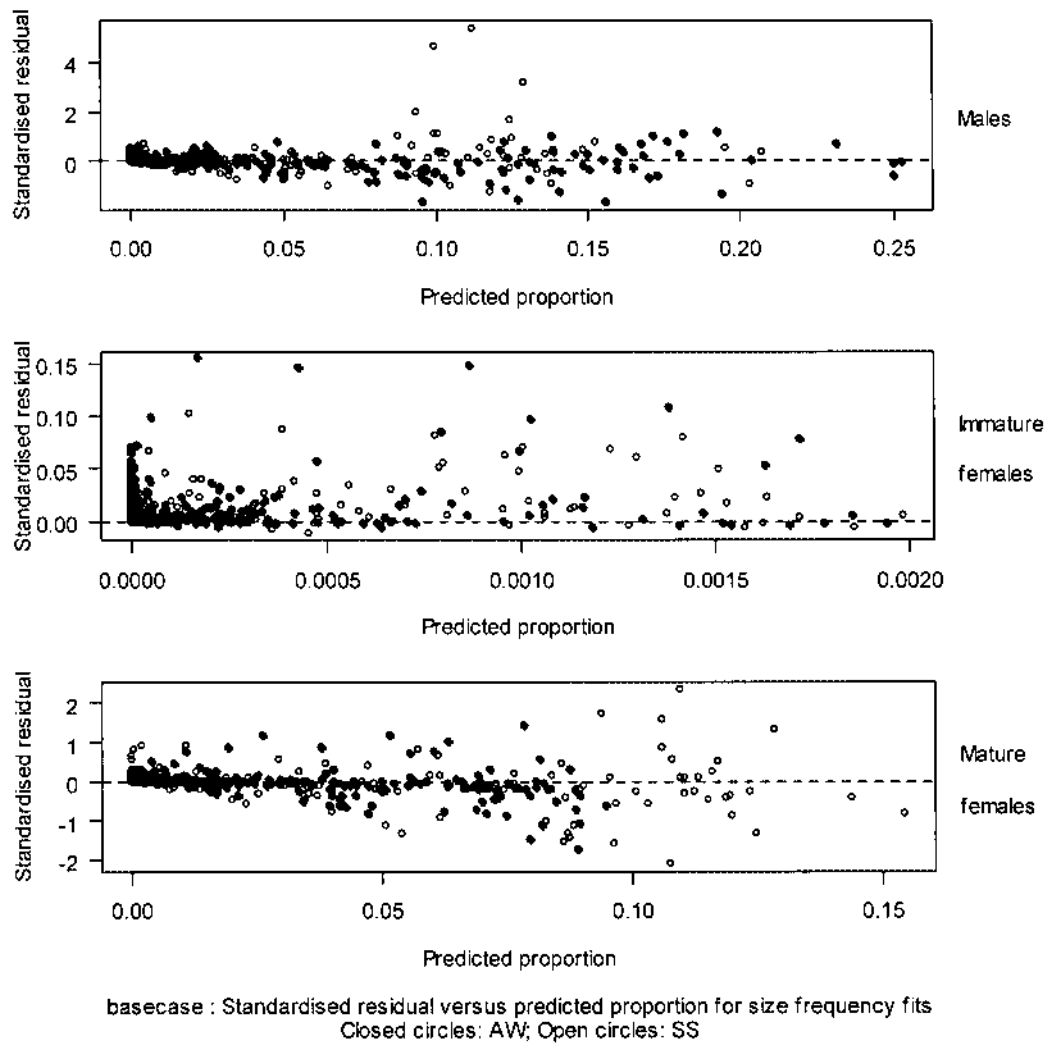 Standardised residual
4
2
0
Males
0.00 0.05 0.10 0.15 0.20 0.25
Predicted proportion
Standardised residual
0.15
0.10
0.05
0.00
Immature
females
0.0000 0.0005 0.0010 0.0015 0.0020
Predicted proportion
Standardised residual
2
1
0
-1
-2
Mature
females
0.00 0.05 0.10 0.15
Predicted proportion
basecase : Standardised residual versus predicted proportion for size frequency fits
Closed circles: AW; Open circles: SS